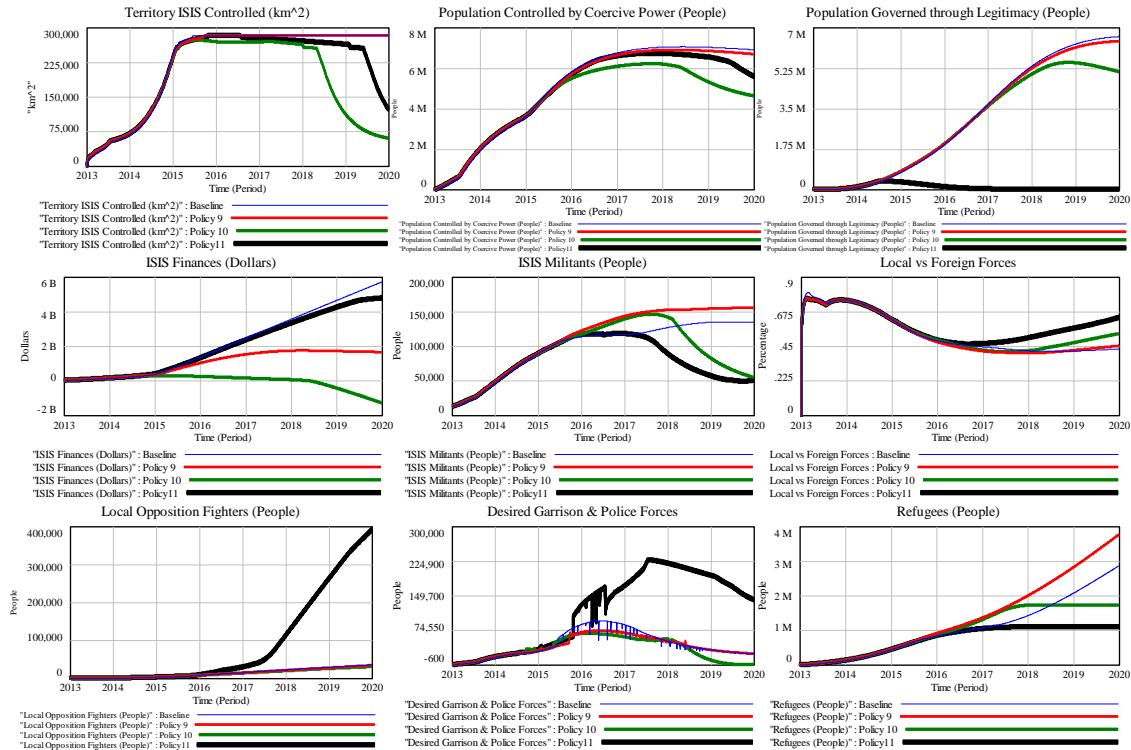 Territory ISIS Controlled (km^2)
300,000
225,000
150,000
75,000
0
"km^2"
2013 2014 2015 2016 2017 2018 2019 2020
Time (Period)
"Territory ISIS Controlled (km^2)" : Baseline
"Territory ISIS Controlled (km^2)" : Policy 9
"Territory ISIS Controlled (km^2)" : Policy 10
"Territory ISIS Controlled (km^2)" : Policy11
Population Controlled by Coercive Power (People)
8 M
6 M
4 M
2 M
0
People
2013 2014 2015 2016 2017 2018 2019 2020
Time (Period)
"Population Controlled by Coercive Power (People)" : Baseline
"Population Controlled by Coercive Power (People)" : Policy 9
"Population Controlled by Coercive Power (People)" : Policy 10
"Population Controlled by Coercive Power (People)" : Policy11
Population Governed through Legitimacy (People)
7 M
5.25 M
3.5 M
1.75 M
0
People
2013 2014 2015 2016 2017 2018 2019 2020
Time (Period)
"Population Governed through Legitimacy (People)" : Baseline
"Population Governed through Legitimacy (People)" : Policy 9
"Population Governed through Legitimacy (People)" : Policy 10
"Population Governed through Legitimacy (People)" : Policy11
ISIS Finances (Dollars)
6 B
4 B
2 B
0
-2 B
Dollars
2013 2014 2015 2016 2017 2018 2019 2020
Time (Period)
"ISIS Finances (Dollars)" : Baseline
"ISIS Finances (Dollars)" : Policy 9
"ISIS Finances (Dollars)" : Policy 10
"ISIS Finances (Dollars)" : Policy11
ISIS Militants (People)
200,000
150,000
100,000
50,000
0
People
2013 2014 2015 2016 2017 2018 2019 2020
Time (Period)
"ISIS Militants (People)" : Baseline
"ISIS Militants (People)" : Policy 9
"ISIS Militants (People)" : Policy 10
"ISIS Militants (People)" : Policy11
Local vs Foreign Forces
.9
.675
.45
.225
0
Percentage
2013 2014 2015 2016 2017 2018 2019 2020
Time (Period)
Local vs Foreign Forces : Baseline
Local vs Foreign Forces : Policy 9
Local vs Foreign Forces : Policy 10
Local vs Foreign Forces : Policy11
Local Opposition Fighters (People)
400,000
300,000
200,000
100,000
0
People
2013 2014 2015 2016 2017 2018 2019 2020
Time (Period)
"Local Opposition Fighters (People)" : Baseline
"Local Opposition Fighters (People)" : Policy 9
"Local Opposition Fighters (People)" : Policy 10
"Local Opposition Fighters (People)" : Policy11
Desired Garrison & Police Forces
300,000
224,900
149,700
74,550
-600
People
2013 2014 2015 2016 2017 2018 2019 2020
Time (Period)
"Desired Garrison & Police Forces" : Baseline
"Desired Garrison & Police Forces" : Policy 9
"Desired Garrison & Police Forces" : Policy 10
"Desired Garrison & Police Forces" : Policy11
Refugees (People)
4 M
3 M
2 M
1 M
0
People
2013 2014 2015 2016 2017 2018 2019 2020
Time (Period)
"Refugees (People)" : Baseline
"Refugees (People)" : Policy 9
"Refugees (People)" : Policy 10
"Refugees (People)" : Policy11